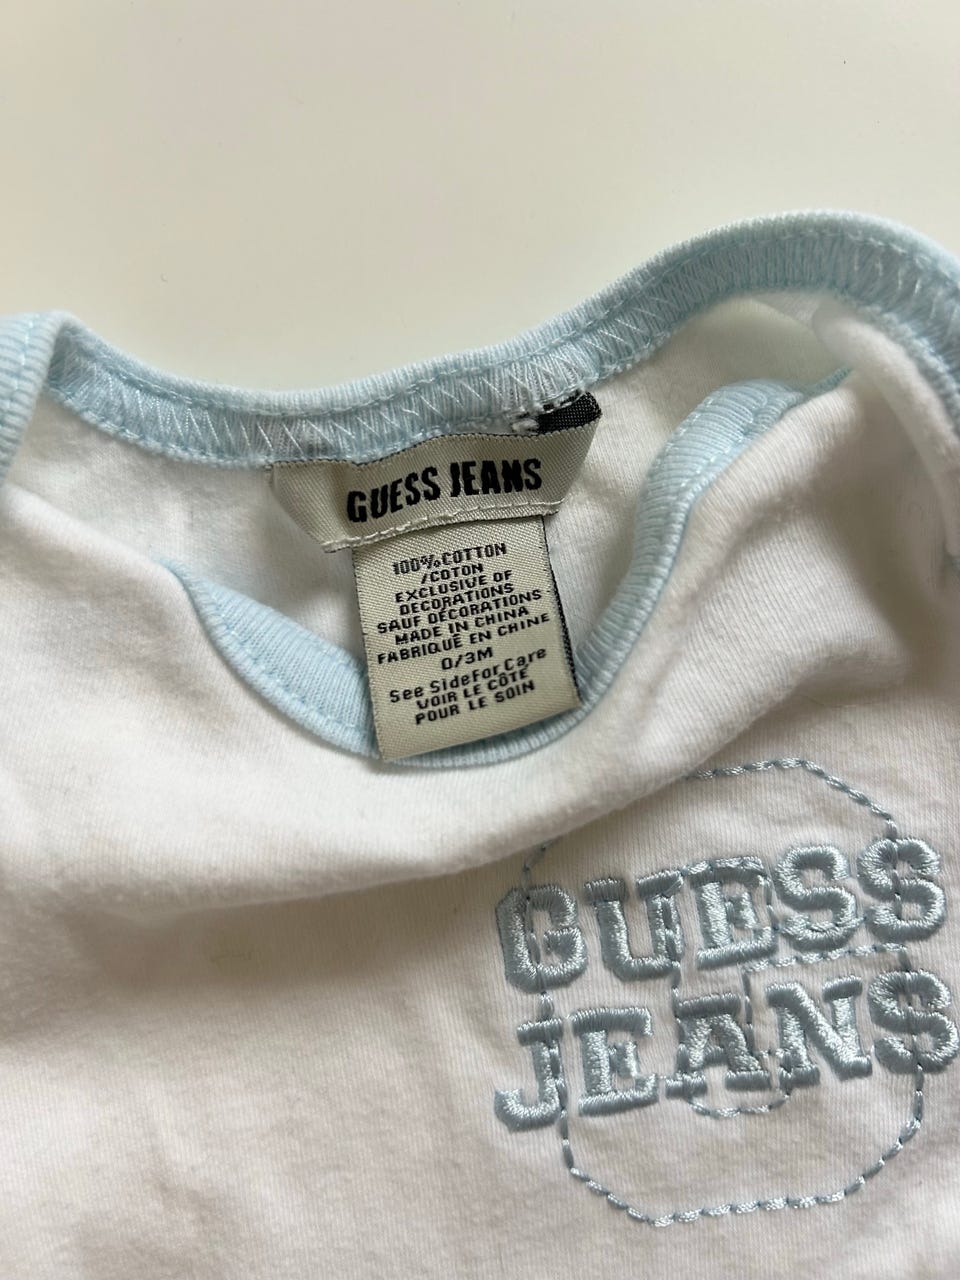 GUESS JEANS
100% COTTON
/COTON
EXCLUSIVE OF
DECORATIONS
SAUF DÉCORATIONS
MADE IN CHINA
FABRIQUÉ EN CHINE
0/3M
See Side For Care
VOIR LE CÔTÉ
POUR LE SOIN
GUESS
JEANS